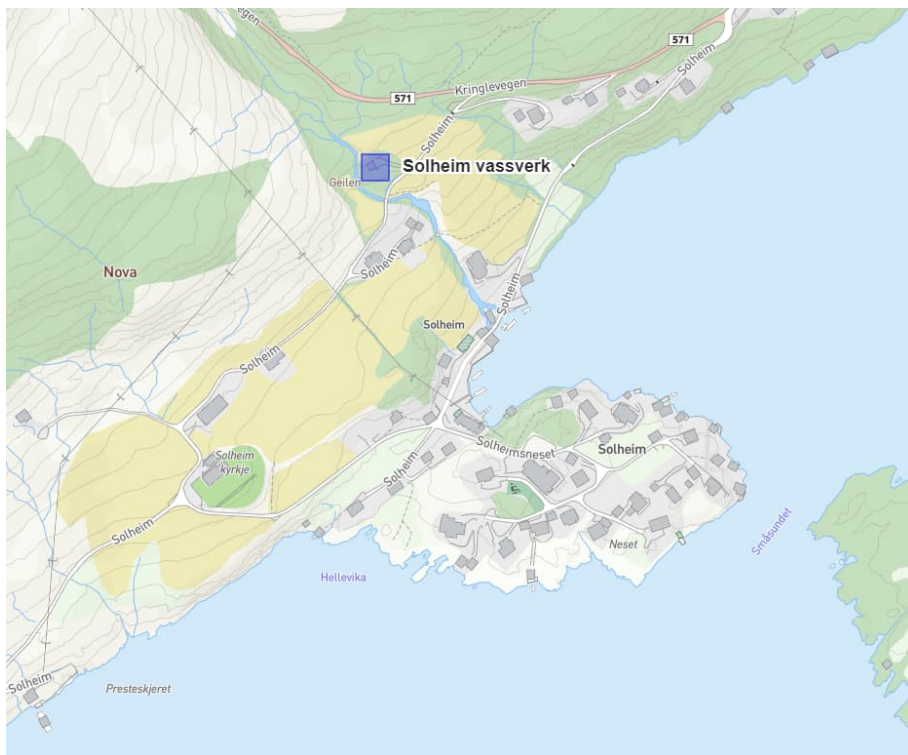 vegen
571
571
Kringlevegen
Solheim
Solheim
Solheim vassverk
Geilen
Solheim
Nova
Solheim
Solheim
Solheim
Solheimsneset
Solheim
Solheim
kyrkje
Solheim
Solheim
Neset
Småsundet
Hellevika
Solheim
Presteskjeret